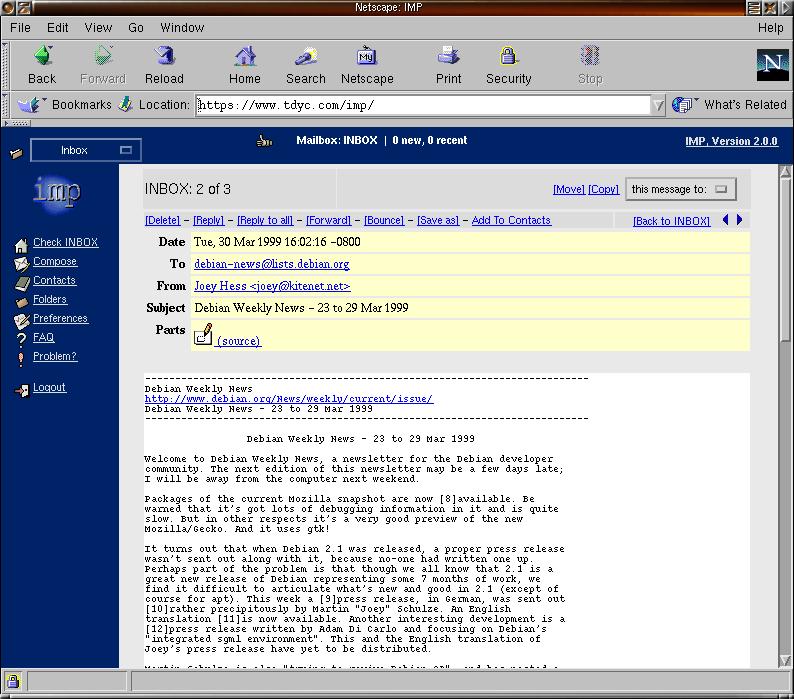 Netscape: IMP
File Edit View Go Window Help
Back Forward Reload Home Search Netscape Print Security Stop
My
N
Bookmarks Location: https://www.tdyc.com/imp/ What's Related
Inbox Mailbox: INBOX | 0 new, 0 recent IMP, Version 2.0.0
imp
Check INBOX
Compose
Contacts
Folders
Preferences
FAQ
Problem?
Logout
INBOX: 2 of 3 [Move] [Copy] this message to:
[Delete] - [Reply] - [Reply to all] - [Forward] - [Bounce] - [Save as] - Add To Contacts [Back to INBOX]
Date Tue, 30 Mar 1999 16:02:16 -0800
To debian-news@lists.debian.org
From Joey Hess <joey@kitenet.net>
Subject Debian Weekly News - 23 to 29 Mar 1999
Parts (source)
---------------------------------------------------------------------------
Debian Weekly News
http://www.debian.org/News/weekly/current/issue/
Debian Weekly News - 23 to 29 Mar 1999
---------------------------------------------------------------------------
Debian Weekly News - 23 to 29 Mar 1999
Welcome to Debian Weekly News, a newsletter for the Debian developer
community. The next edition of this newsletter may be a few days late;
I will be away from the computer next weekend.
Packages of the current Mozilla snapshot are now [8]available. Be
warned that it's got lots of debugging information in it and is quite
slow. But in other respects it's a very good preview of the new
Mozilla/Gecko. And it uses gtk!
It turns out that when Debian 2.1 was released, a proper press release
wasn't sent out along with it, because no-one had written one up.
Perhaps part of the problem is that though we all know that 2.1 is a
great new release of Debian representing some 7 months of work, we
find it difficult to articulate what's new and good in 2.1 (except of
course for apt). This week a [9]press release, in German, was sent out
[10]rather precipitously by Martin "Joey" Schulze. An English
translation [11]is now available. Another interesting development is a
[12]press release written by Adam Di Carlo and focusing on Debian's
"integrated sgml environment". This and the English translation of
Joey's press release have yet to be distributed.